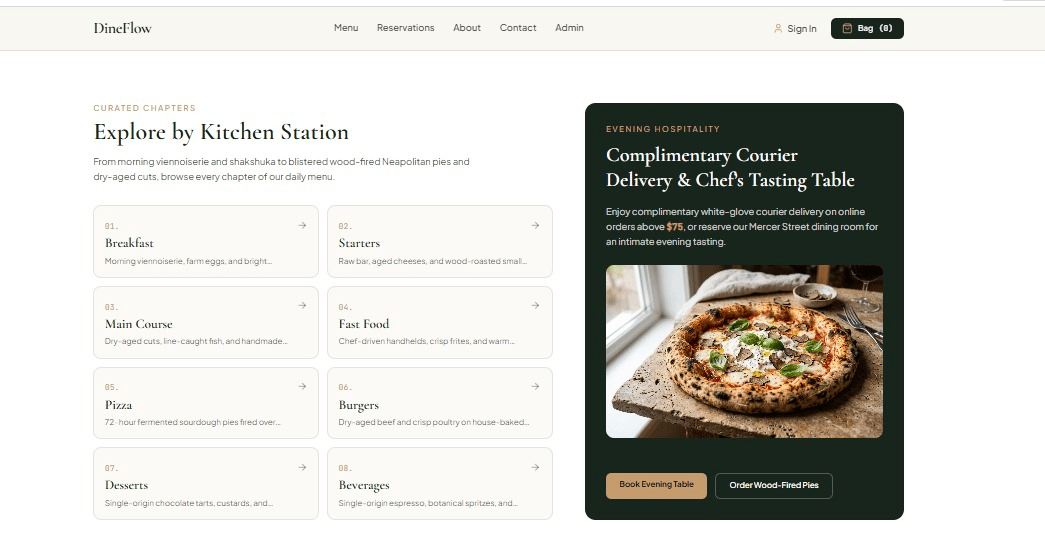 DineFlow
Menu Reservations About Contact Admin
Sign In
Bag (0)
CURATED CHAPTERS
Explore by Kitchen Station
From morning viennoiserie and shakshuka to blistered wood-fired Neapolitan pies and
dry-aged cuts, browse every chapter of our daily menu.
01.
Breakfast
Morning viennoiserie, farm eggs, and bright...
02.
Starters
Raw bar, aged cheeses, and wood-roasted small...
03.
Main Course
Dry-aged cuts, line-caught fish, and handmade...
04.
Fast Food
Chef-driven handhelds, crisp frites, and warm...
05.
Pizza
72-hour fermented sourdough pies fired over...
06.
Burgers
Dry-aged beef and crisp poultry on house-baked...
07.
Desserts
Single-origin chocolate tarts, custards, and...
08.
Beverages
Single-origin espresso, botanical spritzes, and...
EVENING HOSPITALITY
Complimentary Courier
Delivery & Chef's Tasting Table
Enjoy complimentary white-glove courier delivery on online
orders above $75, or reserve our Mercer Street dining room for
an intimate evening tasting.
Book Evening Table
Order Wood-Fired Pies